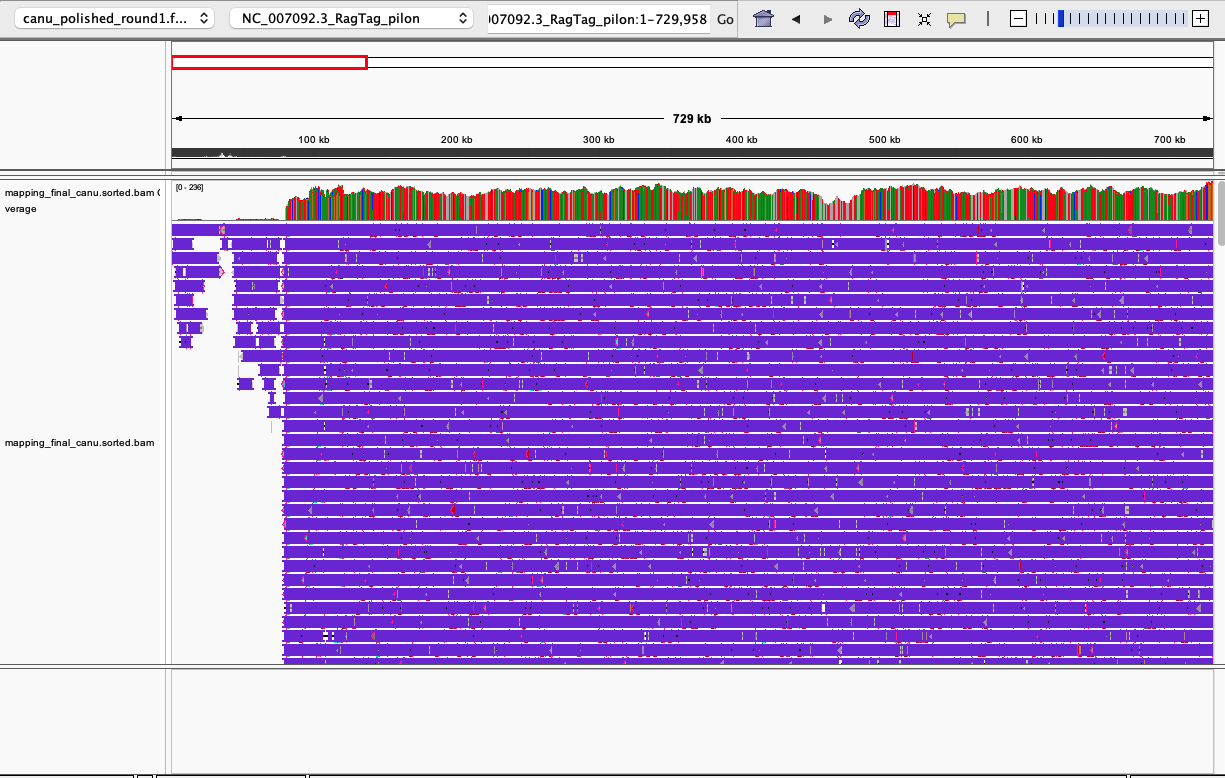 canu_polished_round1.f... NC_007092.3_RagTag_pilon 007092.3_RagTag_pilon:1-729,958 Go
729 kb
100 kb 200 kb 300 kb 400 kb 500 kb 600 kb 700 kb
mapping_final_canu.sorted.bam C [0 - 236]
verage
mapping_final_canu.sorted.bam